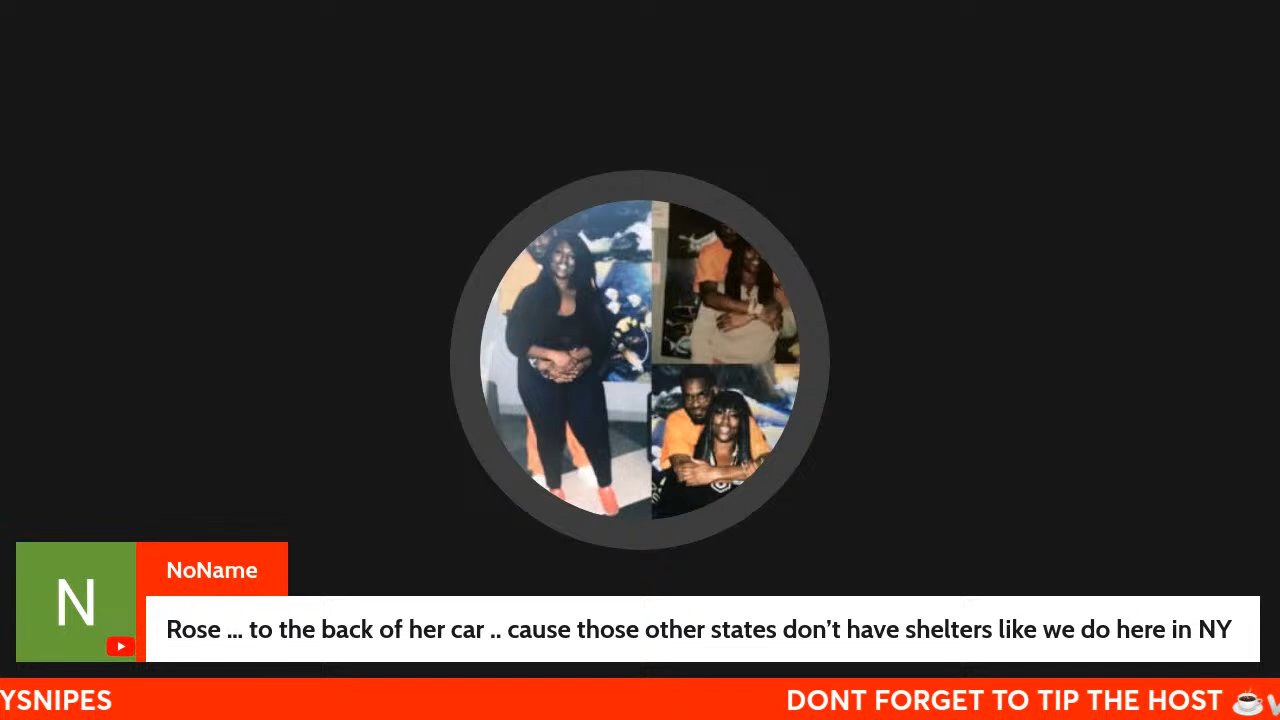 N
NoName
Rose ... to the back of her car .. cause those other states don’t have shelters like we do here in NY
YSNIPES
DONT FORGET TO TIP THE HOST ☕